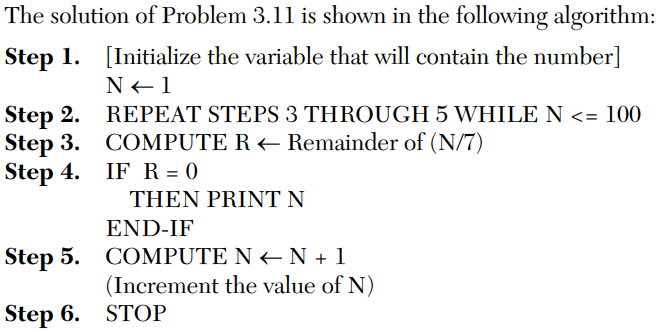 The solution of Problem 3.11 is shown in the following algorithm:
Step 1. [Initialize the variable that will contain the number]
N ← 1
Step 2. REPEAT STEPS 3 THROUGH 5 WHILE N <= 100
Step 3. COMPUTE R ← Remainder of (N/7)
Step 4. IF R = 0
THEN PRINT N
END-IF
Step 5. COMPUTE N ← N + 1
(Increment the value of N)
Step 6. STOP